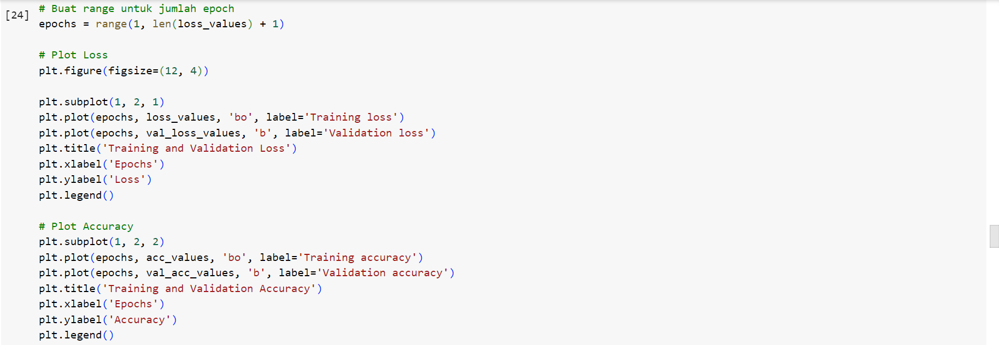 [24]
# Buat range untuk jumlah epoch
epochs = range(1, len(loss_values) + 1)
# Plot Loss
plt.figure(figsize=(12, 4))
plt.subplot(1, 2, 1)
plt.plot(epochs, loss_values, 'bo', label='Training loss')
plt.plot(epochs, val_loss_values, 'b', label='Validation loss')
plt.title('Training and Validation Loss')
plt.xlabel('Epochs')
plt.ylabel('Loss')
plt.legend()
# Plot Accuracy
plt.subplot(1, 2, 2)
plt.plot(epochs, acc_values, 'bo', label='Training accuracy')
plt.plot(epochs, val_acc_values, 'b', label='Validation accuracy')
plt.title('Training and Validation Accuracy')
plt.xlabel('Epochs')
plt.ylabel('Accuracy')
plt.legend()